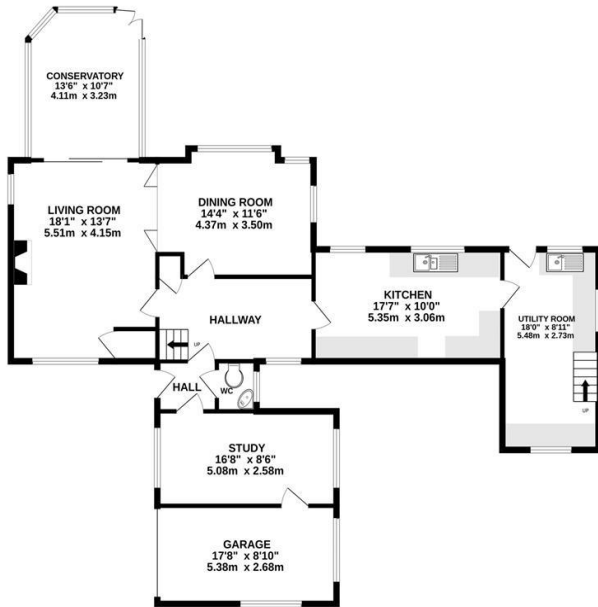 CONSERVATORY
13'6" x 10'7"
4.11m x 3.23m
LIVING ROOM
18'1" x 13'7"
5.51m x 4.15m
DINING ROOM
14'4" x 11'6"
4.37m x 3.50m
KITCHEN
17'7" x 10'0"
5.35m x 3.06m
UTILITY ROOM
18'0" x 8'11"
5.48m x 2.73m
HALLWAY
UP
UP
HALL
WC
STUDY
16'8" x 8'6"
5.08m x 2.58m
GARAGE
17'8" x 8'10"
5.38m x 2.68m